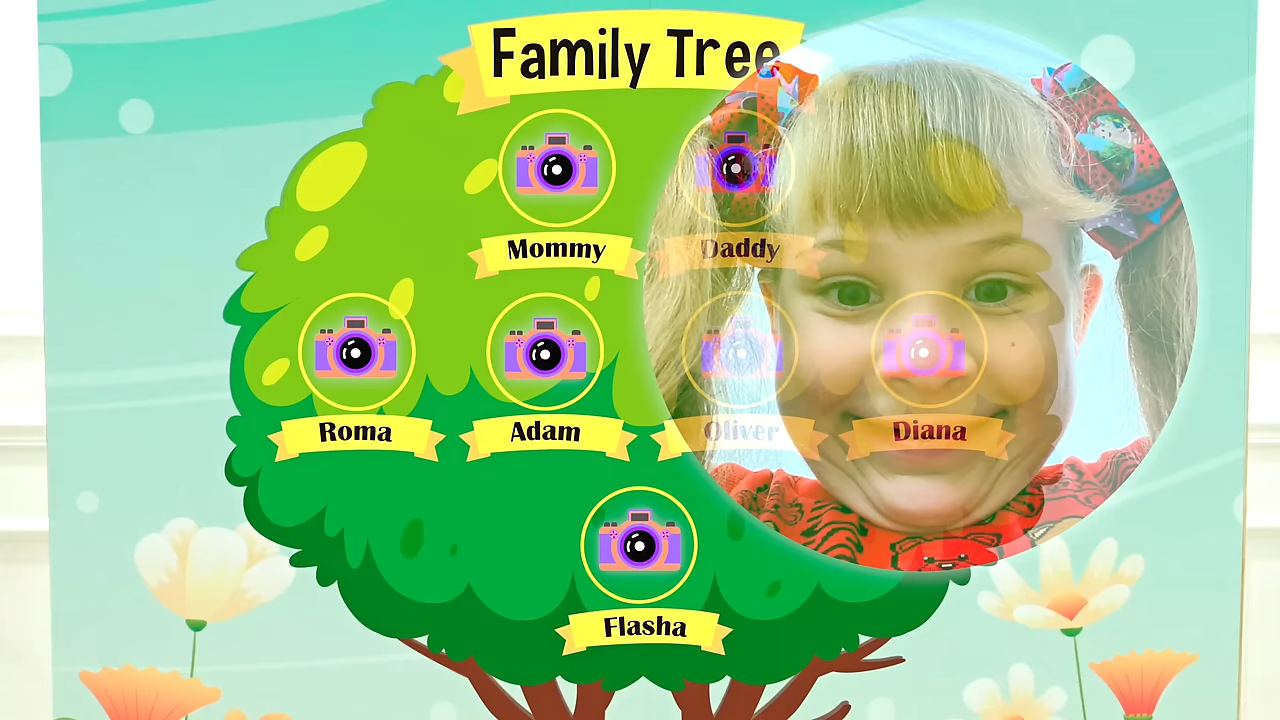 Family Tree
Mommy
Daddy
Roma
Adam
Oliver
Diana
Flasha